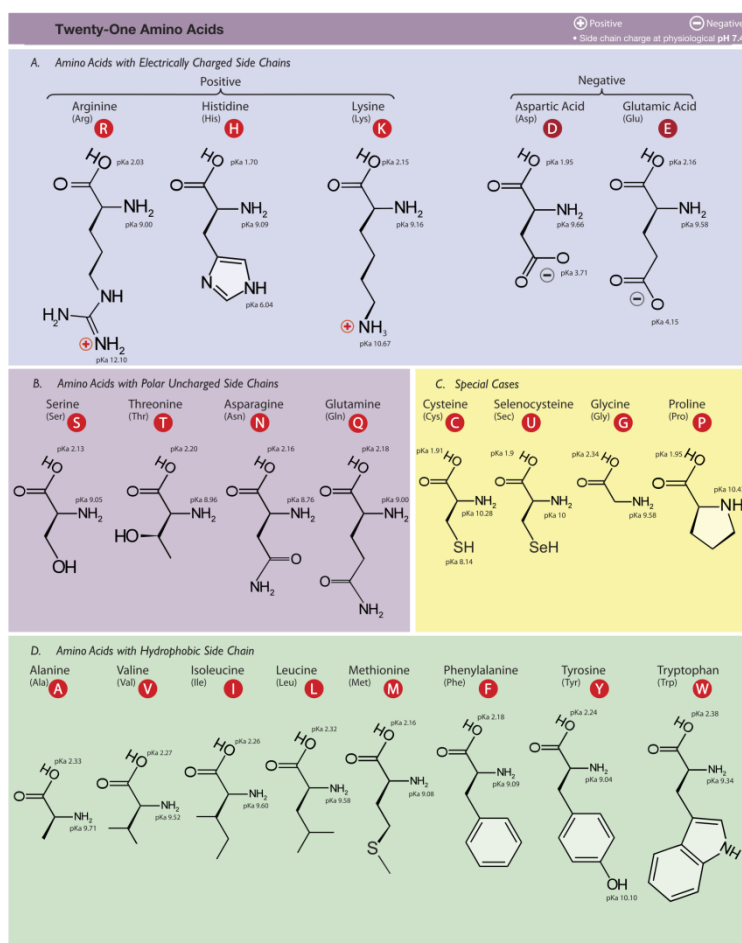 Twenty-One Amino Acids
⊕ Positive ⊖ Negative
• Side chain charge at physiological pH 7.4
A. Amino Acids with Electrically Charged Side Chains
Positive
Negative
Arginine Histidine Lysine Aspartic Acid Glutamic Acid
(Arg) R (His) H (Lys) K (Asp) D (Glu) E
HO pKa 2.03 HO pKa 1.70 HO pKa 2.15 HO pKa 1.95 HO pKa 2.16
O O O O O
NH₂ NH₂ NH₂ NH₂ NH₂
pKa 9.00 pKa 9.09 pKa 9.16 pKa 9.66 pKa 9.58
O ⊖ O pKa 3.71
NH N NH O ⊖ O
pKa 6.04
H₂N ⊕ NH₃ pKa 4.15
⊕ NH₂ pKa 10.67
pKa 12.10
B. Amino Acids with Polar Uncharged Side Chains
Serine Threonine Asparagine Glutamine
(Ser) S (Thr) T (Asn) N (Gln) Q
pKa 2.13 pKa 2.20 pKa 2.16 pKa 2.18
HO HO HO HO
O O O O
pKa 9.05 pKa 8.96 pKa 8.76 pKa 9.00
NH₂ NH₂ NH₂ NH₂
HO
OH O O
NH₂ NH₂
C. Special Cases
Cysteine Selenocysteine Glycine Proline
(Cys) C (Sec) U (Gly) G (Pro) P
pKa 1.91 HO pKa 1.9 HO pKa 2.34 HO pKa 1.95 HO
O O O O
NH₂ NH₂ NH₂ NH
pKa 10.28 pKa 10 pKa 9.58
SH SeH
pKa 8.14
D. Amino Acids with Hydrophobic Side Chain
Alanine Valine Isoleucine Leucine Methionine Phenylalanine Tyrosine Tryptophan
(Ala) A (Val) V (Ile) I (Leu) L (Met) M (Phe) F (Tyr) Y (Trp) W
pKa 2.33 pKa 2.27 pKa 2.26 pKa 2.32 pKa 2.16 pKa 2.18 pKa 2.24 pKa 2.38
HO HO HO HO HO HO HO HO
O O O O O O O O
NH₂ NH₂ NH₂ NH₂ NH₂ NH₂ NH₂ NH₂
pKa 9.71 pKa 9.52 pKa 9.60 pKa 9.58 pKa 9.08 pKa 9.09 pKa 9.04 pKa 9.34
S NH
OH
pKa 10.10